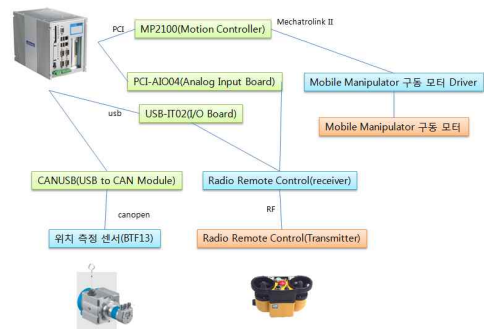 PCI
MP2100(Motion Controller)
Mechatrolink II
PCI-AIO04(Analog Input Board)
Mobile Manipulator 구동 모터 Driver
usb
USB-IT02(I/O Board)
Mobile Manipulator 구동 모터
CANUSB(USB to CAN Module)
Radio Remote Control(receiver)
canopen
RF
위치 측정 센서(BTF13)
Radio Remote Control(Transmitter)